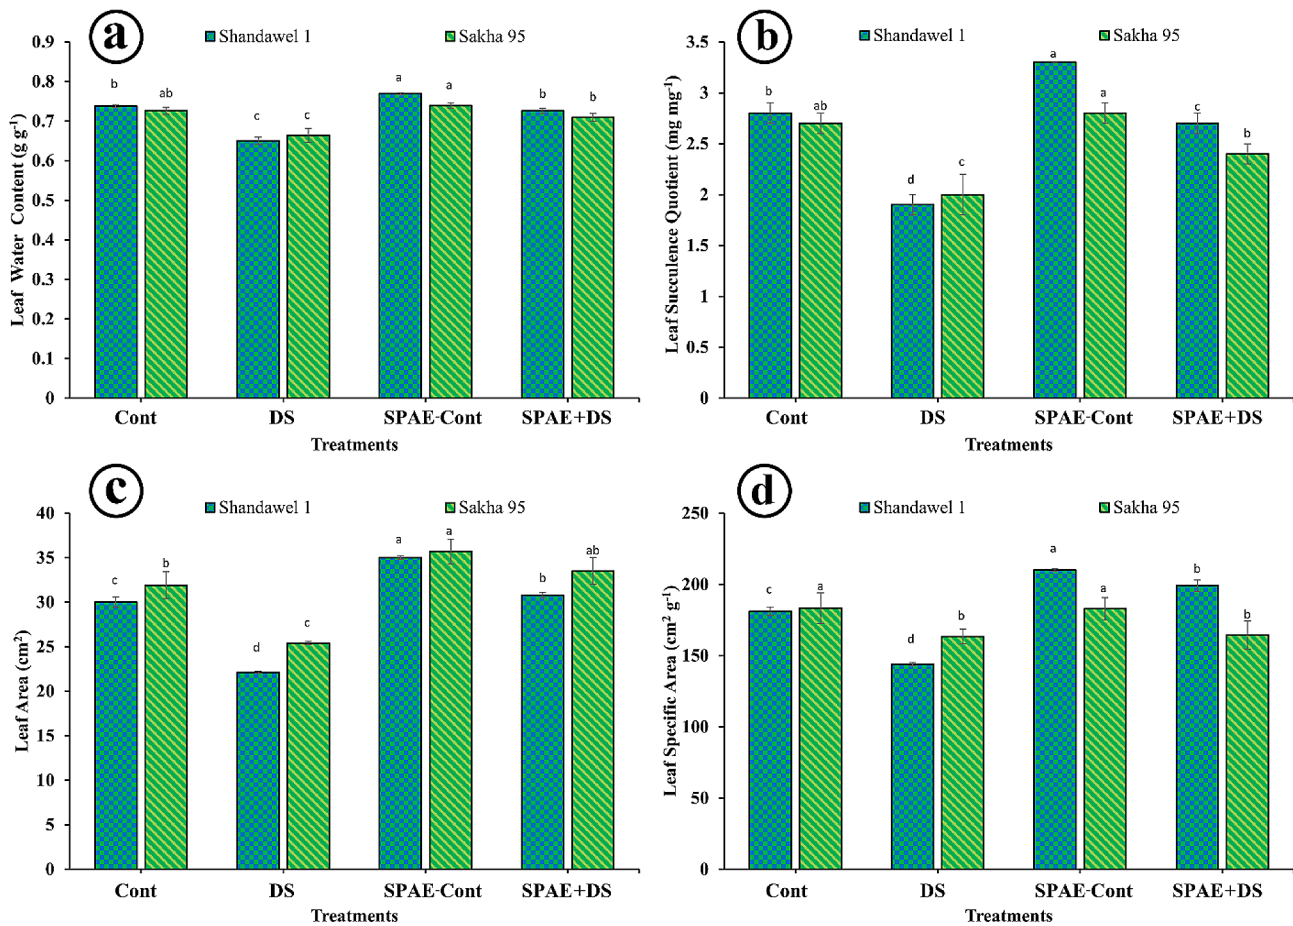 a
Shandawel 1 Sakha 95
Leaf Water Content (g g-1)
0.9
0.8
0.7
0.6
0.5
0.4
0.3
0.2
0.1
0
b ab c c a a b b
Cont DS SPAE-Cont SPAE+DS
Treatments
b
Shandawel 1 Sakha 95
Leaf Succulence Quotient (mg mg-1)
3.5
3
2.5
2
1.5
1
0.5
0
b ab d c a a c b
Cont DS SPAE-Cont SPAE+DS
Treatments
c
Shandawel 1 Sakha 95
Leaf Area (cm2)
40
35
30
25
20
15
10
5
0
c b d c a a b ab
Cont DS SPAE-Cont SPAE+DS
Treatments
d
Shandawel 1 Sakha 95
Leaf Specific Area (cm2 g-1)
250
200
150
100
50
0
c a d b a a b b
Cont DS SPAE-Cont SPAE+DS
Treatments